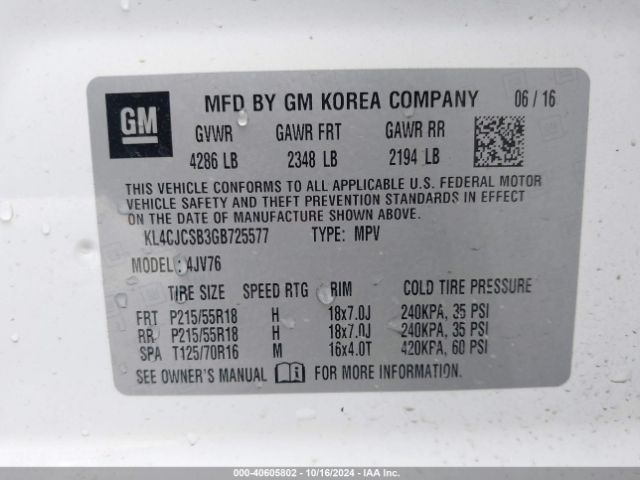 GM
MFD BY GM KOREA COMPANY 06 / 16
GVWR GAWR FRT GAWR RR
4286 LB 2348 LB 2194 LB
THIS VEHICLE CONFORMS TO ALL APPLICABLE U.S. FEDERAL MOTOR
VEHICLE SAFETY AND THEFT PREVENTION STANDARDS IN EFFECT
ON THE DATE OF MANUFACTURE SHOWN ABOVE.
KL4CJCSB3GB725577 TYPE: MPV
MODEL: 4JV76
TIRE SIZE SPEED RTG RIM COLD TIRE PRESSURE
FRT P215/55R18 H 18x7.0J 240KPA, 35 PSI
RR P215/55R18 H 18x7.0J 240KPA, 35 PSI
SPA T125/70R16 M 16x4.0T 420KPA, 60 PSI
SEE OWNER'S MANUAL FOR MORE INFORMATION.
000-40605802 - 10/16/2024 - IAA Inc.